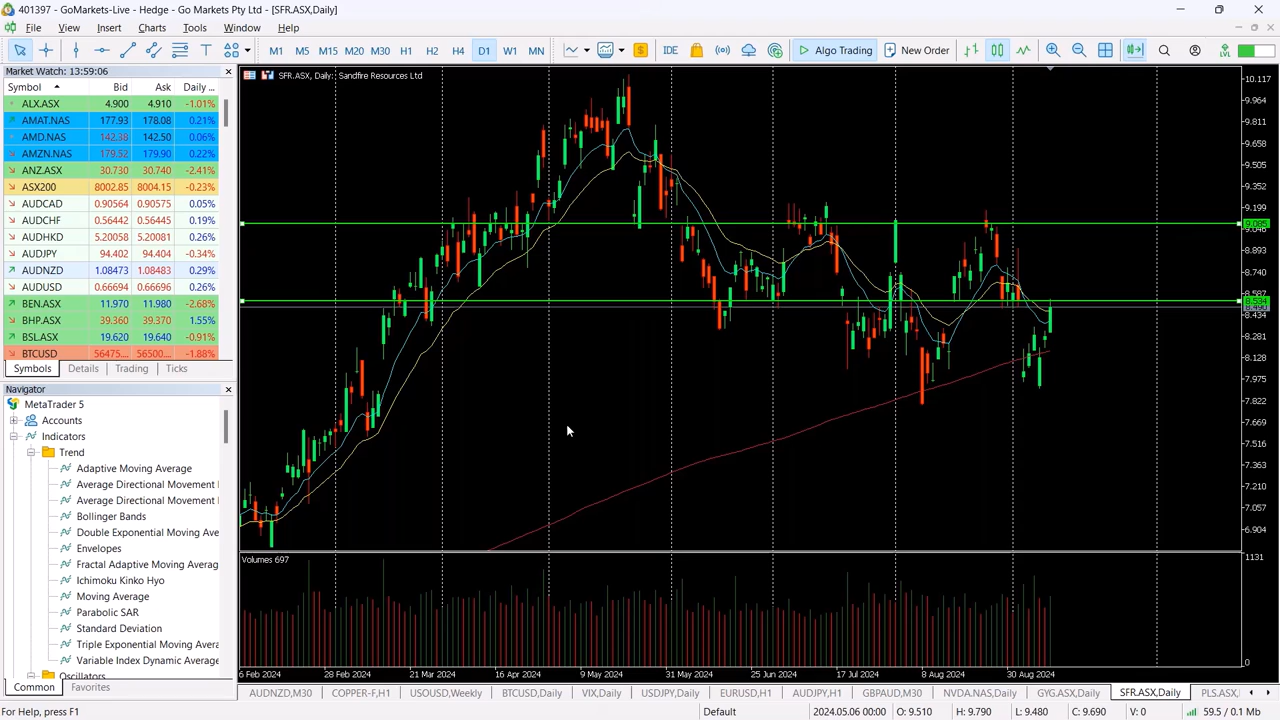 401397 - GoMarkets-Live - Hedge - Go Markets Pty Ltd - [SFR.ASX,Daily]
File View Insert Charts Tools Window Help
M1 M5 M15 M20 M30 H1 H2 H4 D1 W1 MN IDE Algo Trading New Order LVL
Market Watch: 13:59:06
Symbol Bid Ask Daily ...
ALX.ASX 4.900 4.910 -1.01%
AMAT.NAS 177.93 178.08 0.21%
AMD.NAS 142.38 142.50 0.06%
AMZN.NAS 179.52 179.90 0.22%
ANZ.ASX 30.730 30.740 -2.41%
ASX200 8002.85 8004.15 -0.23%
AUDCAD 0.90564 0.90575 0.05%
AUDCHF 0.56442 0.56445 0.19%
AUDHKD 5.20058 5.20081 0.26%
AUDJPY 94.402 94.404 -0.34%
AUDNZD 1.08473 1.08483 0.29%
AUDUSD 0.66694 0.66696 0.26%
BEN.ASX 11.970 11.980 -2.68%
BHP.ASX 39.360 39.370 1.55%
BSL.ASX 19.620 19.640 -0.91%
BTCUSD 56475.... 56500.... -1.88%
Symbols Details Trading Ticks
Navigator
MetaTrader 5
Accounts
Indicators
Trend
Adaptive Moving Average
Average Directional Movement I
Average Directional Movement
Bollinger Bands
Double Exponential Moving Ave
Envelopes
Fractal Adaptive Moving Averag
Ichimoku Kinko Hyo
Moving Average
Parabolic SAR
Standard Deviation
Triple Exponential Moving Avera
Variable Index Dynamic Average
Oscillators
Common Favorites
SFR.ASX, Daily: Sandfire Resources Ltd
10.117
9.964
9.811
9.658
9.505
9.352
9.199
9.085
9.046
8.893
8.740
8.587
8.534
8.434
8.281
8.128
7.975
7.822
7.669
7.516
7.363
7.210
7.057
6.904
Volumes 697
1131
0
6 Feb 2024 28 Feb 2024 21 Mar 2024 16 Apr 2024 9 May 2024 31 May 2024 25 Jun 2024 17 Jul 2024 8 Aug 2024 30 Aug 2024
AUDNZD,M30 COPPER-F,H1 USOUSD,Weekly BTCUSD,Daily VIX,Daily USDJPY,Daily EURUSD,H1 AUDJPY,H1 GBPAUD,M30 NVDA.NAS,Daily GYG.ASX,Daily SFR.ASX,Daily PLS.ASX,
For Help, press F1 Default 2024.05.06 00:00 O: 9.510 H: 9.790 L: 9.480 C: 9.690 V: 0 59.5 / 0.1 Mb